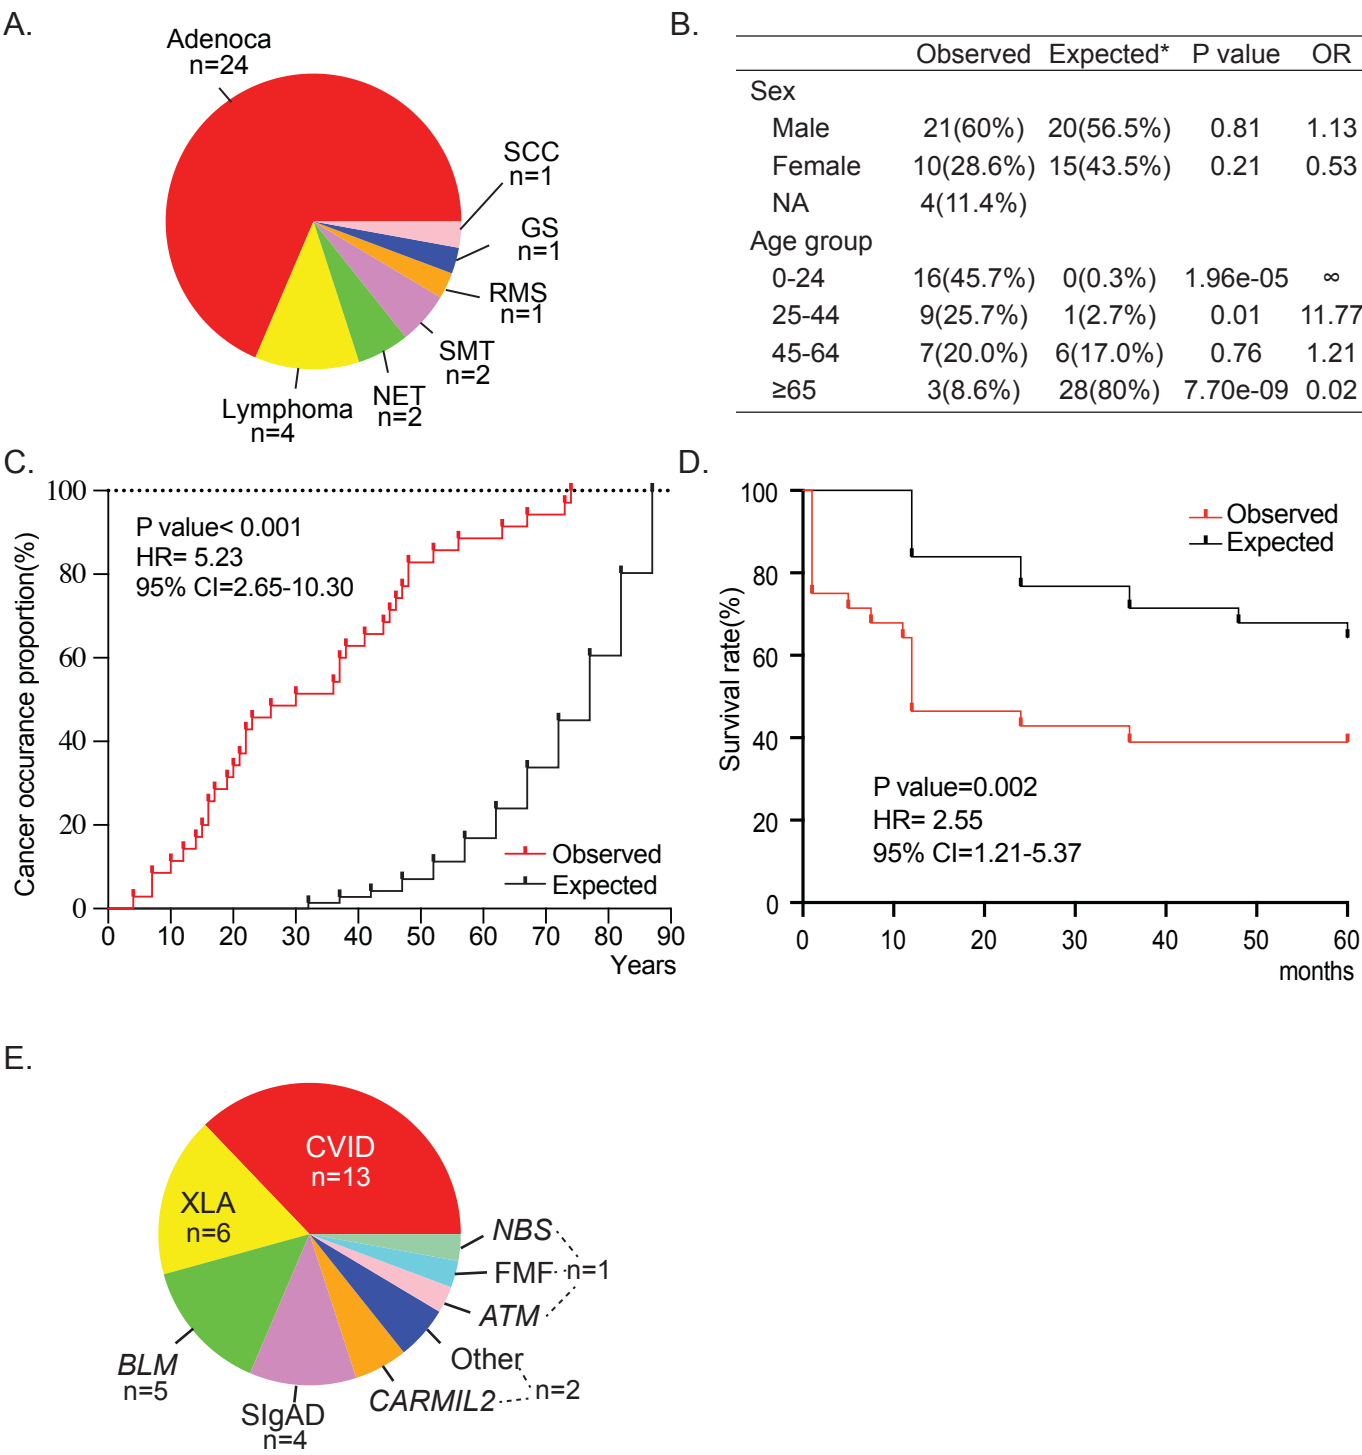 A.
Adenoca
n=24
SCC
n=1
GS
n=1
RMS
n=1
SMT
n=2
NET
n=2
Lymphoma
n=4
B.
Observed Expected* P value OR
Sex
Male 21(60%) 20(56.5%) 0.81 1.13
Female 10(28.6%) 15(43.5%) 0.21 0.53
NA 4(11.4%)
Age group
0-24 16(45.7%) 0(0.3%) 1.96e-05 ∞
25-44 9(25.7%) 1(2.7%) 0.01 11.77
45-64 7(20.0%) 6(17.0%) 0.76 1.21
≥65 3(8.6%) 28(80%) 7.70e-09 0.02
C.
Cancer occurance proportion(%)
100
80
60
40
20
0
P value< 0.001
HR= 5.23
95% CI=2.65-10.30
Observed
Expected
0 10 20 30 40 50 60 70 80 90
Years
D.
Survival rate(%)
100
80
60
40
20
0
Observed
Expected
P value=0.002
HR= 2.55
95% CI=1.21-5.37
0 10 20 30 40 50 60
months
E.
CVID
n=13
XLA
n=6
BLM
n=5
SIgAD
n=4
CARMIL2
Other
n=2
ATM
FMF
NBS
n=1